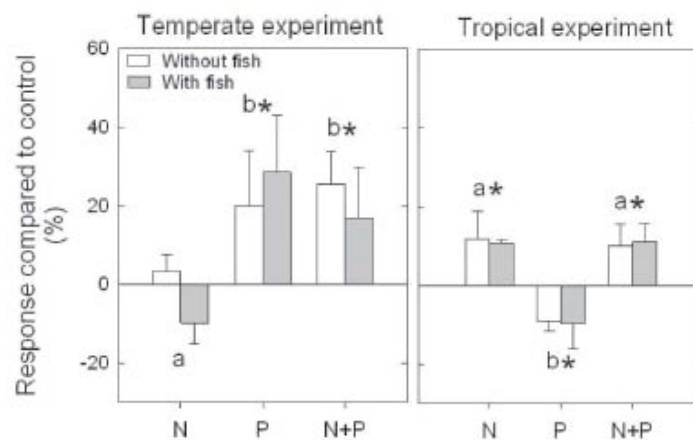 Temperate experiment
Tropical experiment
Response compared to control
(%)
60
40
20
0
-20
Without fish
With fish
b*
b*
a
a*
a*
b*
N
P
N+P
N
P
N+P